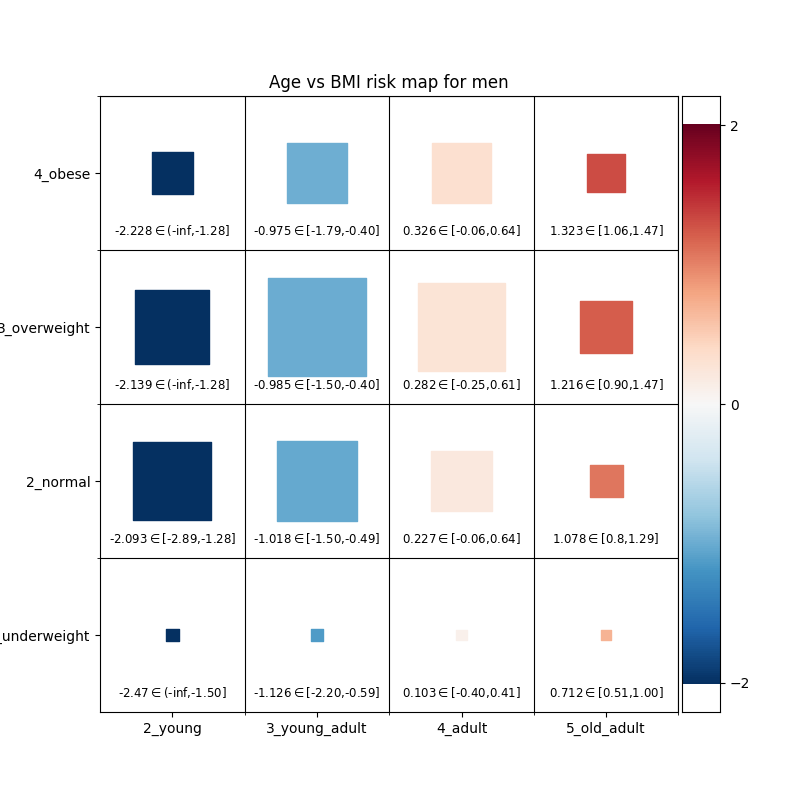 Age vs BMI risk map for men
4_obese
-2.228∈(-inf,-1.28] -0.975∈[-1.79,-0.40] 0.326∈[-0.06,0.64] 1.323∈[1.06,1.47]
2
3_overweight
-2.139∈(-inf,-1.28] -0.985∈[-1.50,-0.40] 0.282∈[-0.25,0.61] 1.216∈[0.90,1.47]
0
2_normal
-2.093∈[-2.89,-1.28] -1.018∈[-1.50,-0.49] 0.227∈[-0.06,0.64] 1.078∈[0.8,1.29]
_underweight
-2.47∈(-inf,-1.50] -1.126∈[-2.20,-0.59] 0.103∈[-0.40,0.41] 0.712∈[0.51,1.00]
−2
2_young 3_young_adult 4_adult 5_old_adult